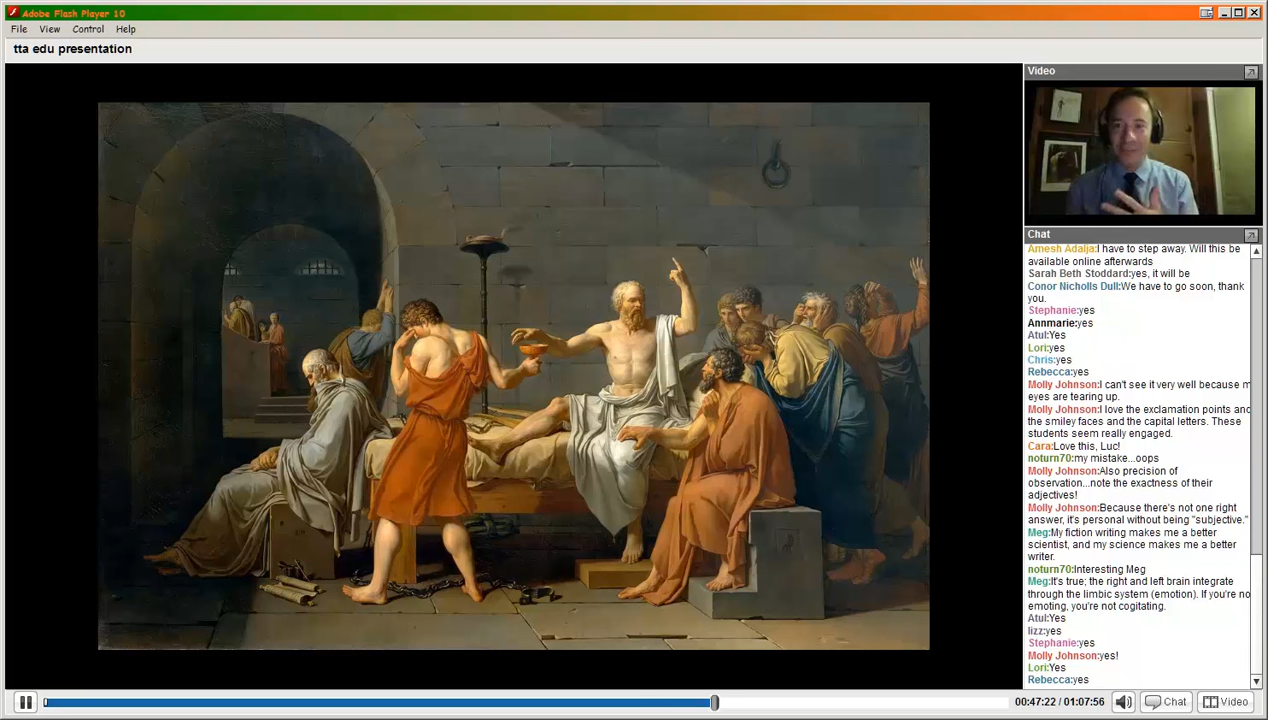 Adobe Flash Player 10
File View Control Help
tta edu presentation
Video
Chat
Amesh Adalja:I have to step away. Will this be
available online afterwards
Sarah Beth Stoddard:yes, it will be
Conor Nicholls Dull:We have to go soon, thank
you.
Stephanie:yes
Annmarie:yes
Atul:Yes
Lori:yes
Chris:yes
Rebecca:yes
Molly Johnson:I can't see it very well because m
eyes are tearing up.
Molly Johnson:I love the exclamation points and
the smiley faces and the capital letters. These
students seem really engaged.
Cara:Love this, Luc!
noturn70:my mistake...oops
Molly Johnson:Also precision of
observation...note the exactness of their
adjectives!
Molly Johnson:Because there's not one right
answer, it's personal without being "subjective."
Meg:My fiction writing makes me a better
scientist, and my science makes me a better
writer.
noturn70:Interesting Meg
Meg:It's true; the right and left brain integrate
through the limbic system (emotion). If you're no
emoting, you're not cogitating.
Atul:Yes
lizz:yes
Stephanie:yes
Molly Johnson:yes!
Lori:Yes
Rebecca:yes
00:47:22 / 01:07:56 Chat Video